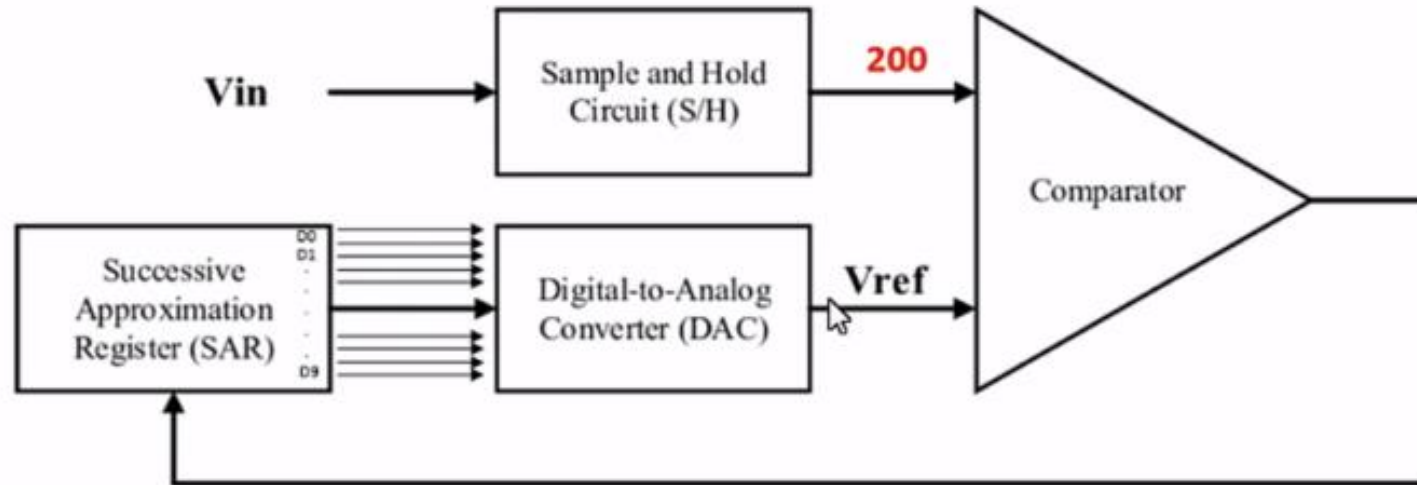 Vin
Sample and Hold
Circuit (S/H)
200
Comparator
Successive
Approximation
Register (SAR)
D0
D1
.
.
.
.
.
D9
Digital-to-Analog
Converter (DAC)
Vref